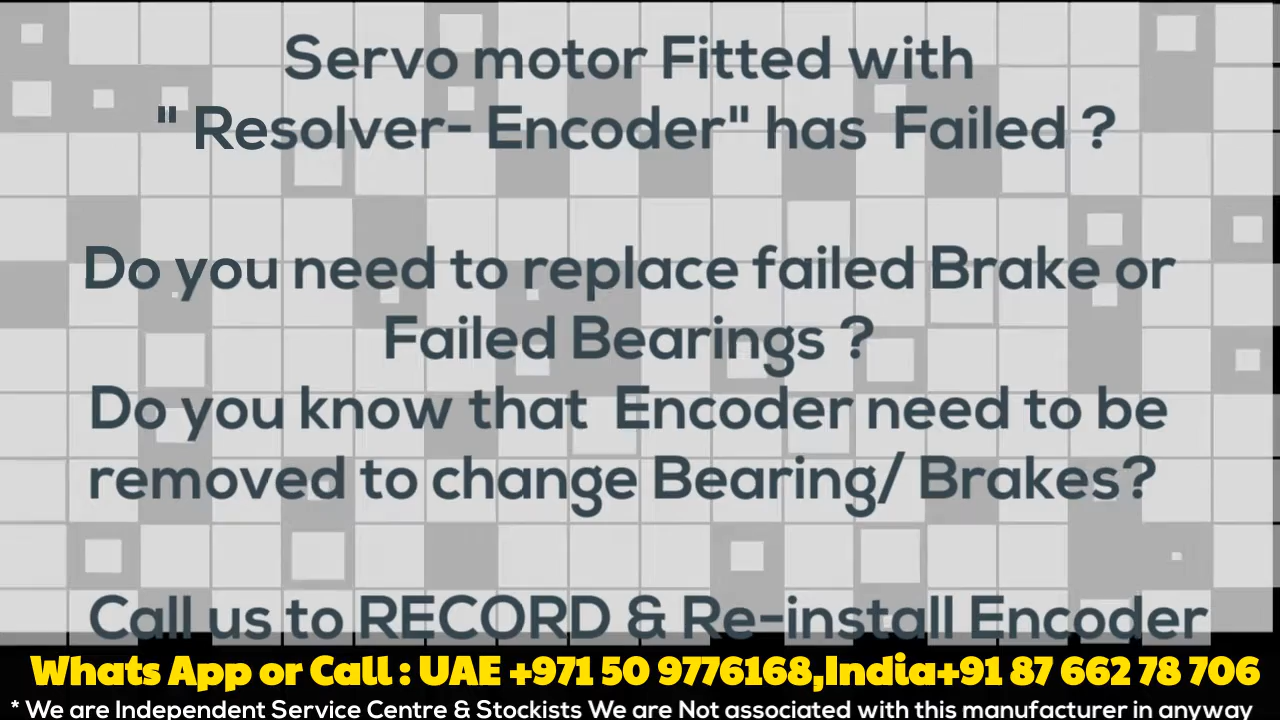 Servo motor Fitted with
" Resolver- Encoder" has Failed ?
Do you need to replace failed Brake or
Failed Bearings ?
Do you know that Encoder need to be
removed to change Bearing/ Brakes?
Call us to RECORD & Re-install Encoder
Whats App or Call : UAE +971 50 9776168,India+91 87 662 78 706
* We are Independent Service Centre & Stockists We are Not associated with this manufacturer in anyway